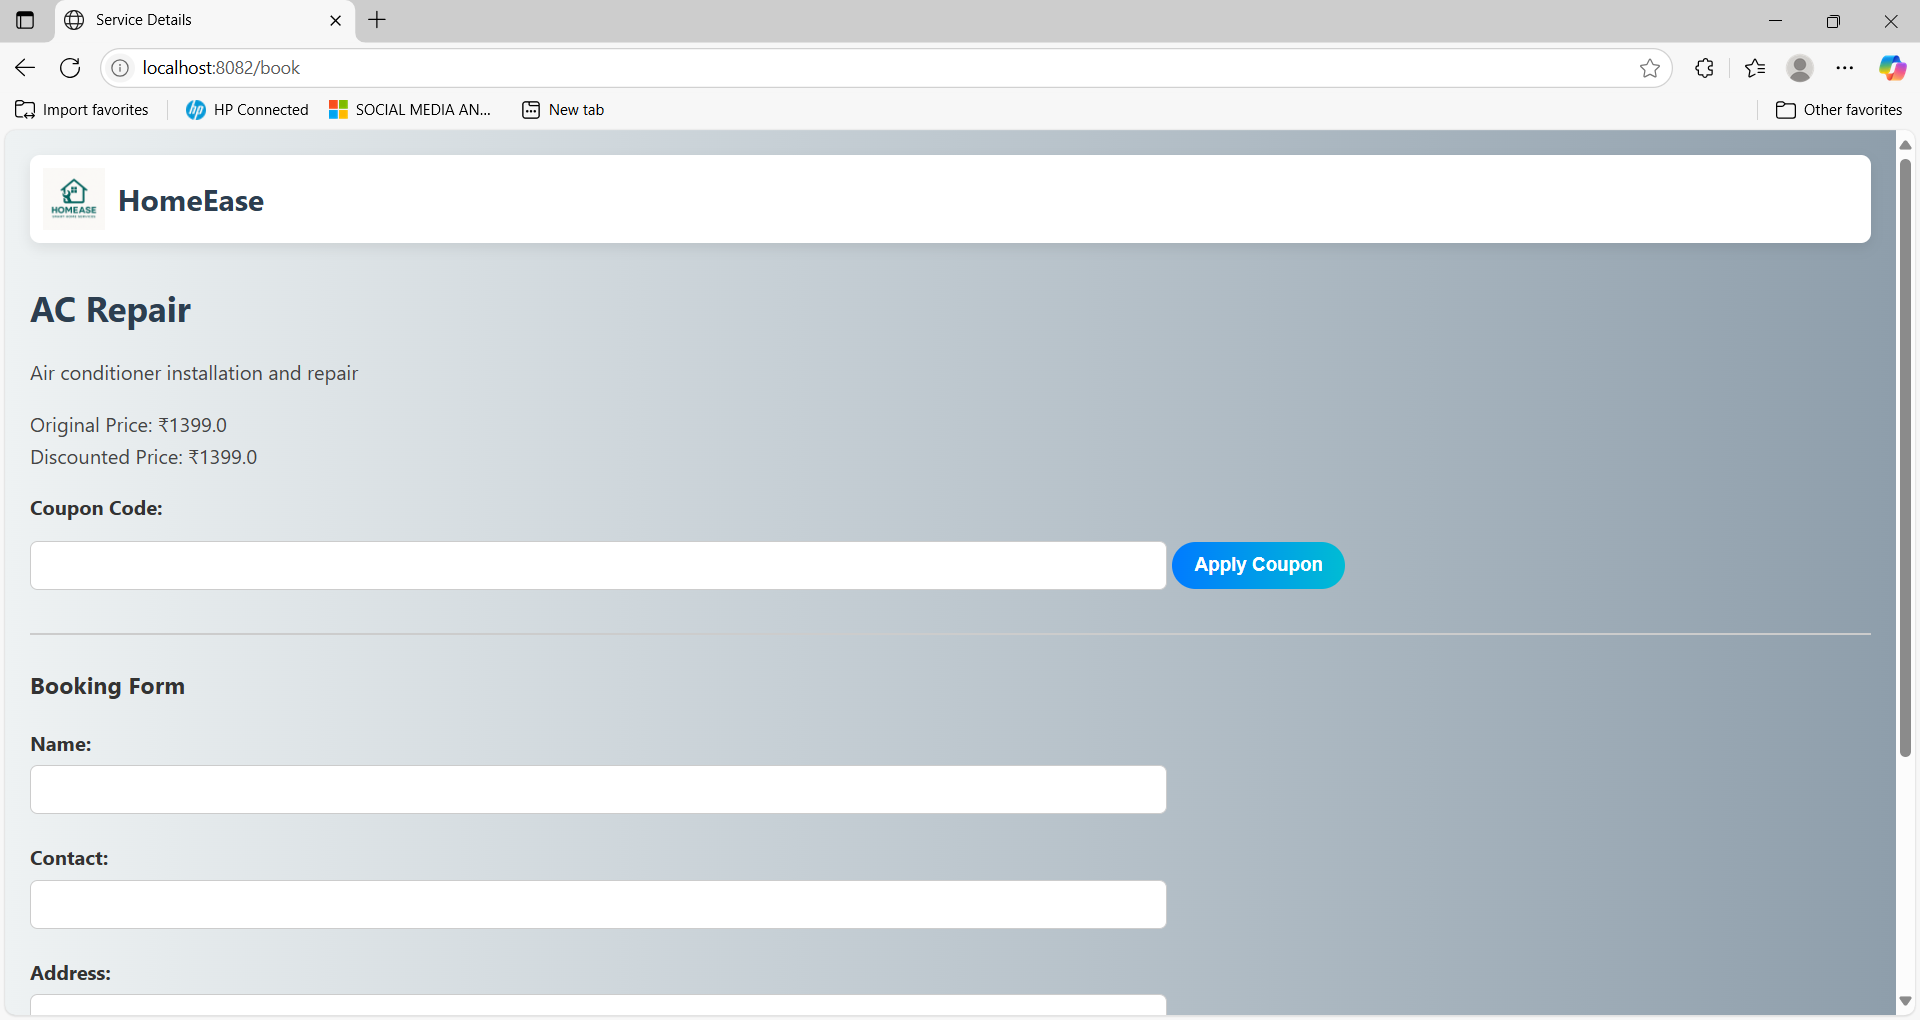 Service Details
localhost:8082/book
Import favorites
HP Connected
SOCIAL MEDIA AN...
New tab
Other favorites
HOMEASE
HomeEase
AC Repair
Air conditioner installation and repair
Original Price: ₹1399.0
Discounted Price: ₹1399.0
Coupon Code:
Apply Coupon
Booking Form
Name:
Contact:
Address: